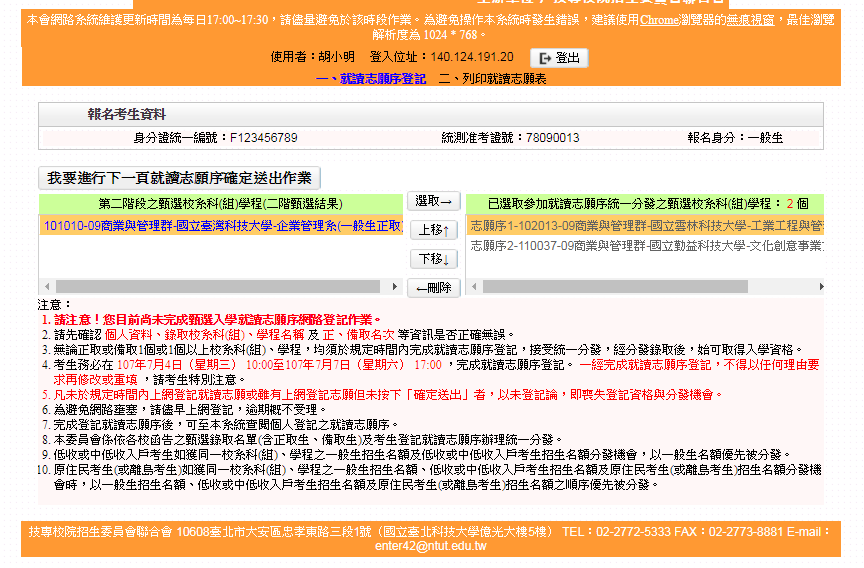 本會網路系統維護更新時間為每日17:00~17:30，請儘量避免於該時段作業。為避免操作本系統時發生錯誤，建議使用Chrome瀏覽器的無痕視窗，最佳瀏覽
解析度為 1024 * 768。
使用者：胡小明 登入位址：140.124.191.20 登出
一、就讀志願序登記 二、列印就讀志願表
報名考生資料
身分證統一編號：F123456789 統測准考證號：78090013 報名身分：一般生
我要進行下一頁就讀志願序確定送出作業
第二階段之甄選校系科(組)學程(二階甄選結果) 選取→ 已選取參加就讀志願序統一分發之甄選校系科(組)學程： 2 個
101010-09商業與管理群-國立臺灣科技大學-企業管理系(一般生正取 上移↑ 志願序1-102013-09商業與管理群-國立雲林科技大學-工業工程與管
志願序2-110037-09商業與管理群-國立勤益科技大學-文化創意事業
下移↓
←刪除
注意：
1. 請注意！您目前尚未完成甄選入學就讀志願序網路登記作業。
2. 請先確認 個人資料、錄取校系科(組)、學程名稱 及 正、備取名次 等資訊是否正確無誤。
3. 無論正取或備取1個或1個以上校系科(組)、學程，均須於規定時間內完成就讀志願序登記，接受統一分發，經分發錄取後，始可取得入學資格。
4. 考生務必在 107年7月4日（星期三） 10:00至107年7月7日（星期六） 17:00 ，完成就讀志願序登記。 一經完成就讀志願序登記，不得以任何理由要
求再修改或重填 ，請考生特別注意。
5. 凡未於規定時間內上網登記就讀志願或雖有上網登記志願但未按下「確定送出」者，以未登記論，即喪失登記資格與分發機會。
6. 為避免網路壅塞，請儘早上網登記，逾期概不受理。
7. 完成登記就讀志願序後，可至本系統查閱個人登記之就讀志願序。
8. 本委員會係依各校函告之甄選錄取名單(含正取生、備取生)及考生登記就讀志願序辦理統一分發。
9. 低收或中低收入戶考生如獲同一校系科(組)、學程之一般生招生名額及低收或中低收入戶考生招生名額分發機會，以一般生名額優先被分發。
10. 原住民考生(或離島考生)如獲同一校系科(組)、學程之一般生招生名額、低收或中低收入戶考生招生名額及原住民考生(或離島考生)招生名額分發機
會時，以一般生招生名額、低收或中低收入戶考生招生名額及原住民考生(或離島考生)招生名額之順序優先被分發。
技專校院招生委員會聯合會 10608臺北市大安區忠孝東路三段1號（國立臺北科技大學億光大樓5樓） TEL：02-2772-5333 FAX：02-2773-8881 E-mail：
enter42@ntut.edu.tw